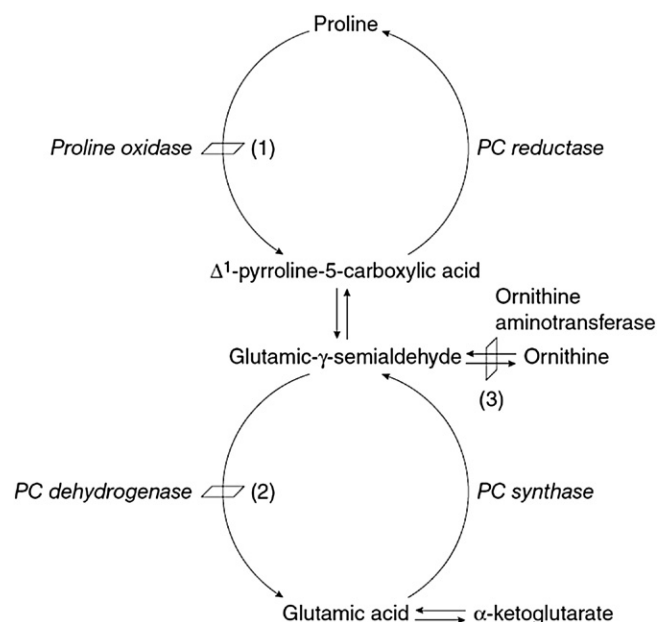 Proline
Proline oxidase (1) PC reductase
Δ¹-pyrroline-5-carboxylic acid
Ornithine
aminotransferase
Glutamic-γ-semialdehyde Ornithine
(3)
PC dehydrogenase (2) PC synthase
Glutamic acid α-ketoglutarate